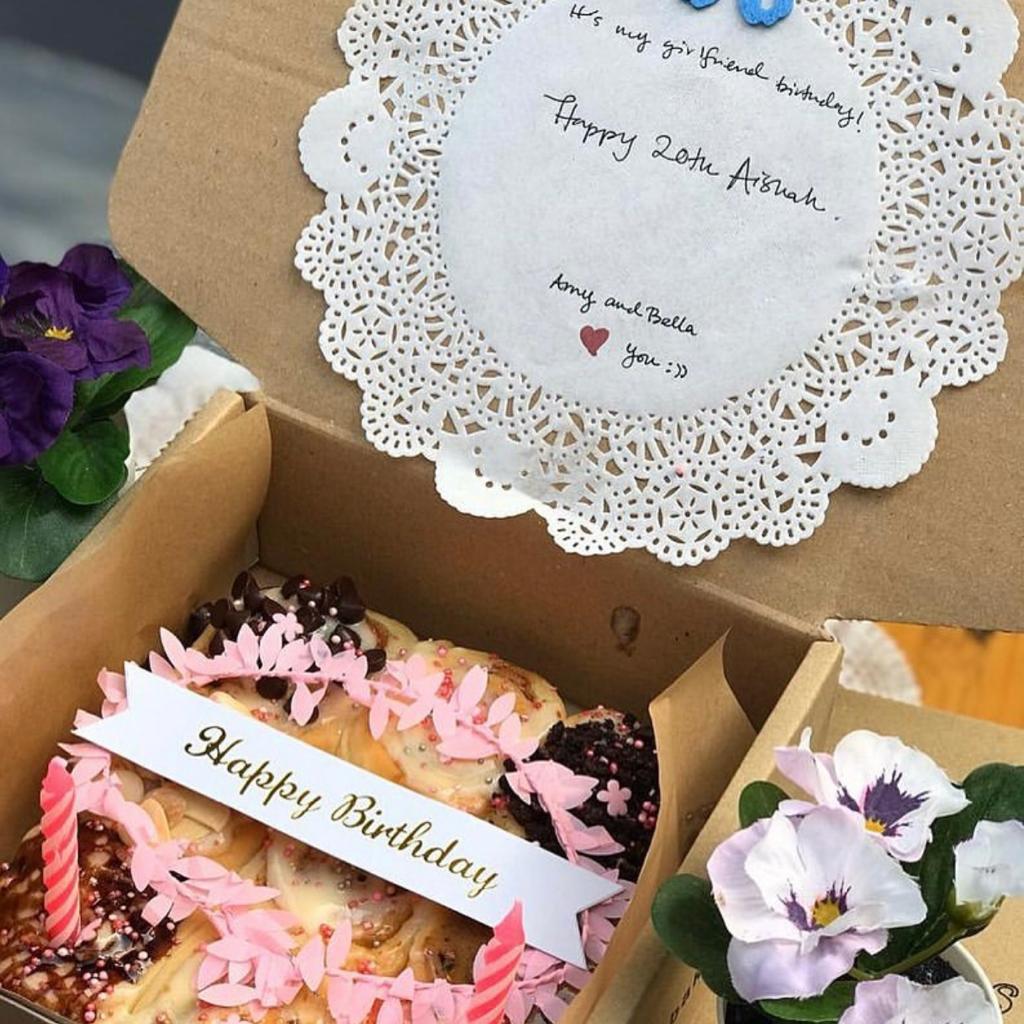 It's my girlfriend birthday!
Happy 20th Aisyah.
Amy and Bella
♥ you :))
Happy Birthday